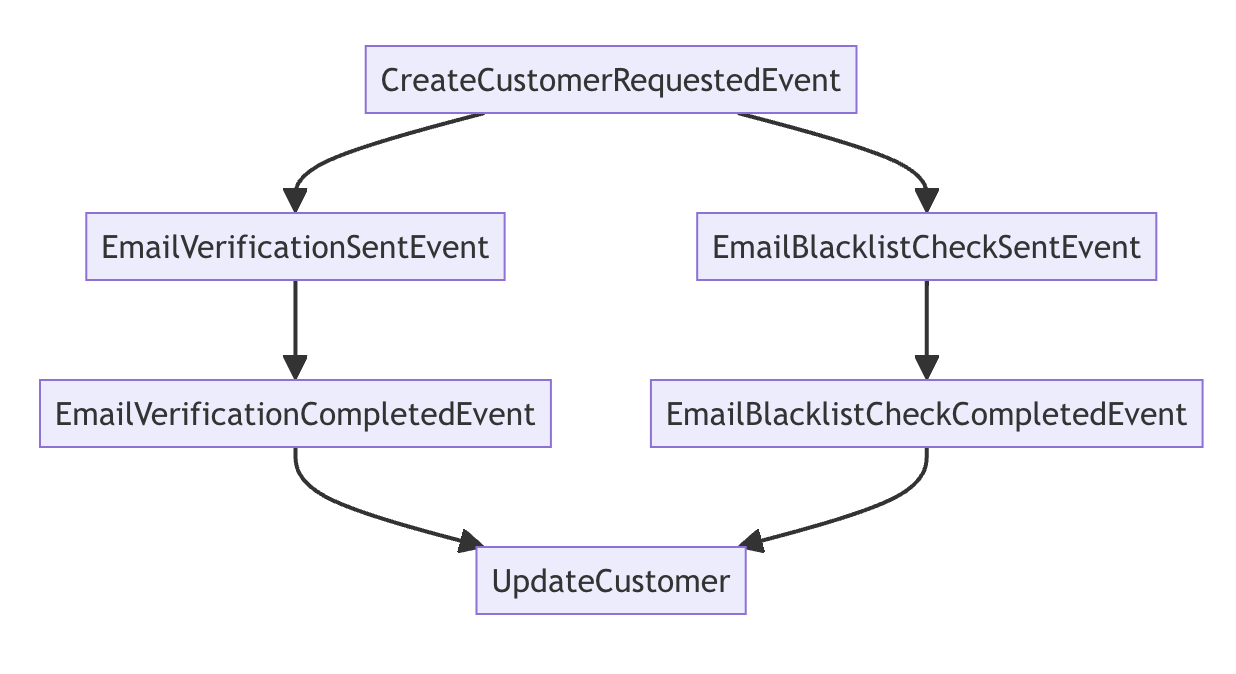 CreateCustomerRequestedEvent
EmailVerificationSentEvent
EmailBlacklistCheckSentEvent
EmailVerificationCompletedEvent
EmailBlacklistCheckCompletedEvent
UpdateCustomer